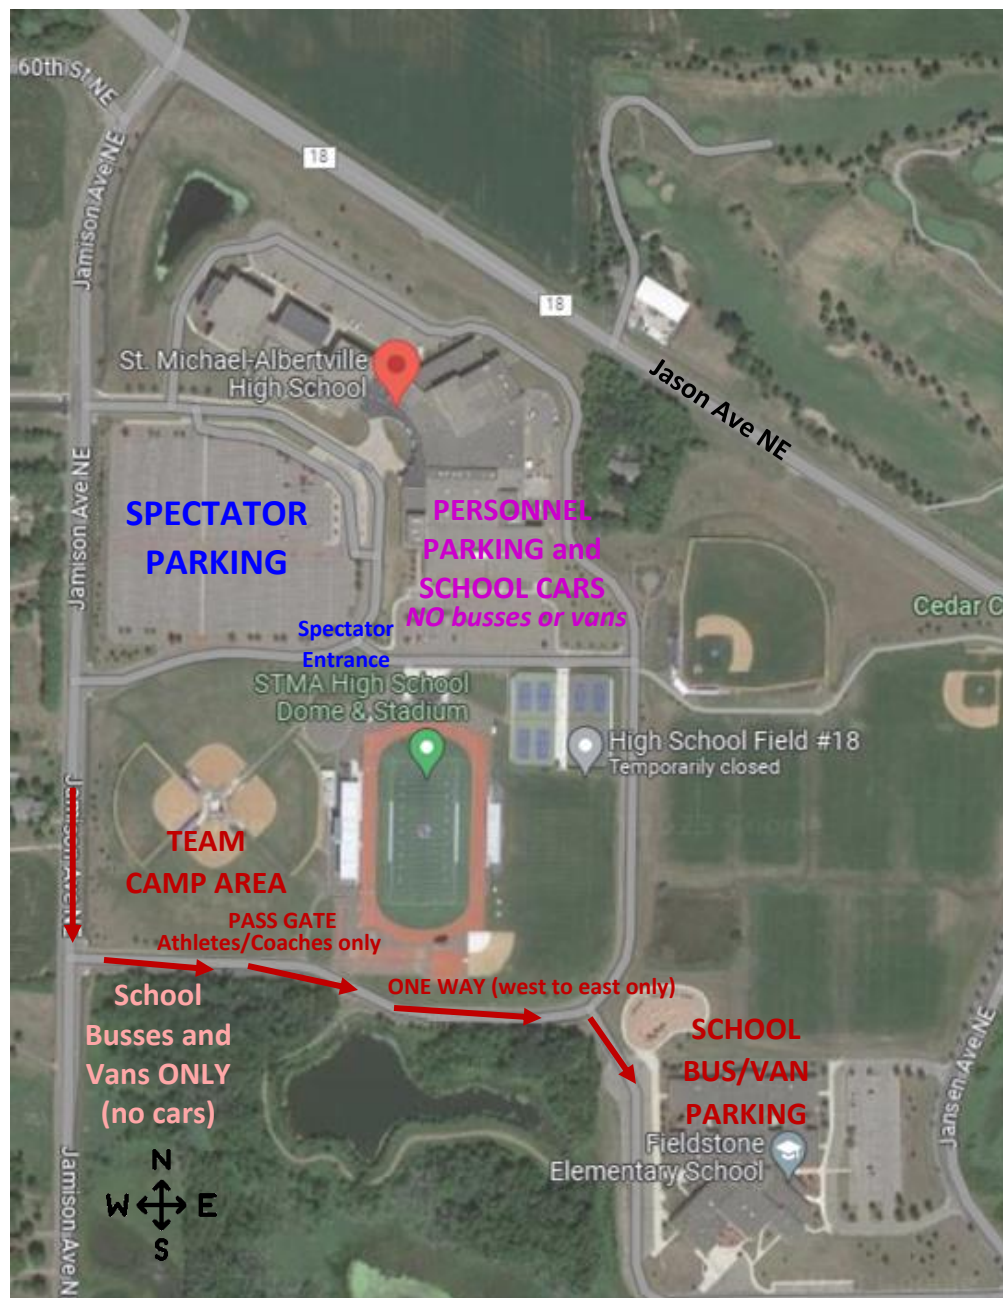 60th St NE
Jamison Ave NE
18
18
St. Michael-Albertville
High School
Jason Ave NE
Jamison Ave NE
SPECTATOR
PARKING
PERSONNEL
PARKING and
SCHOOL CARS
NO busses or vans
Cedar C
Spectator
Entrance
STMA High School
Dome & Stadium
High School Field #18
Temporarily closed
Jamison Ave NE
TEAM
CAMP AREA
PASS GATE
Athletes/Coaches only
ONE WAY (west to east only)
School
Busses and
Vans ONLY
(no cars)
SCHOOL
BUS/VAN
PARKING
Jansen Ave NE
Fieldstone
Elementary School
Jamison Ave N
N
W E
S